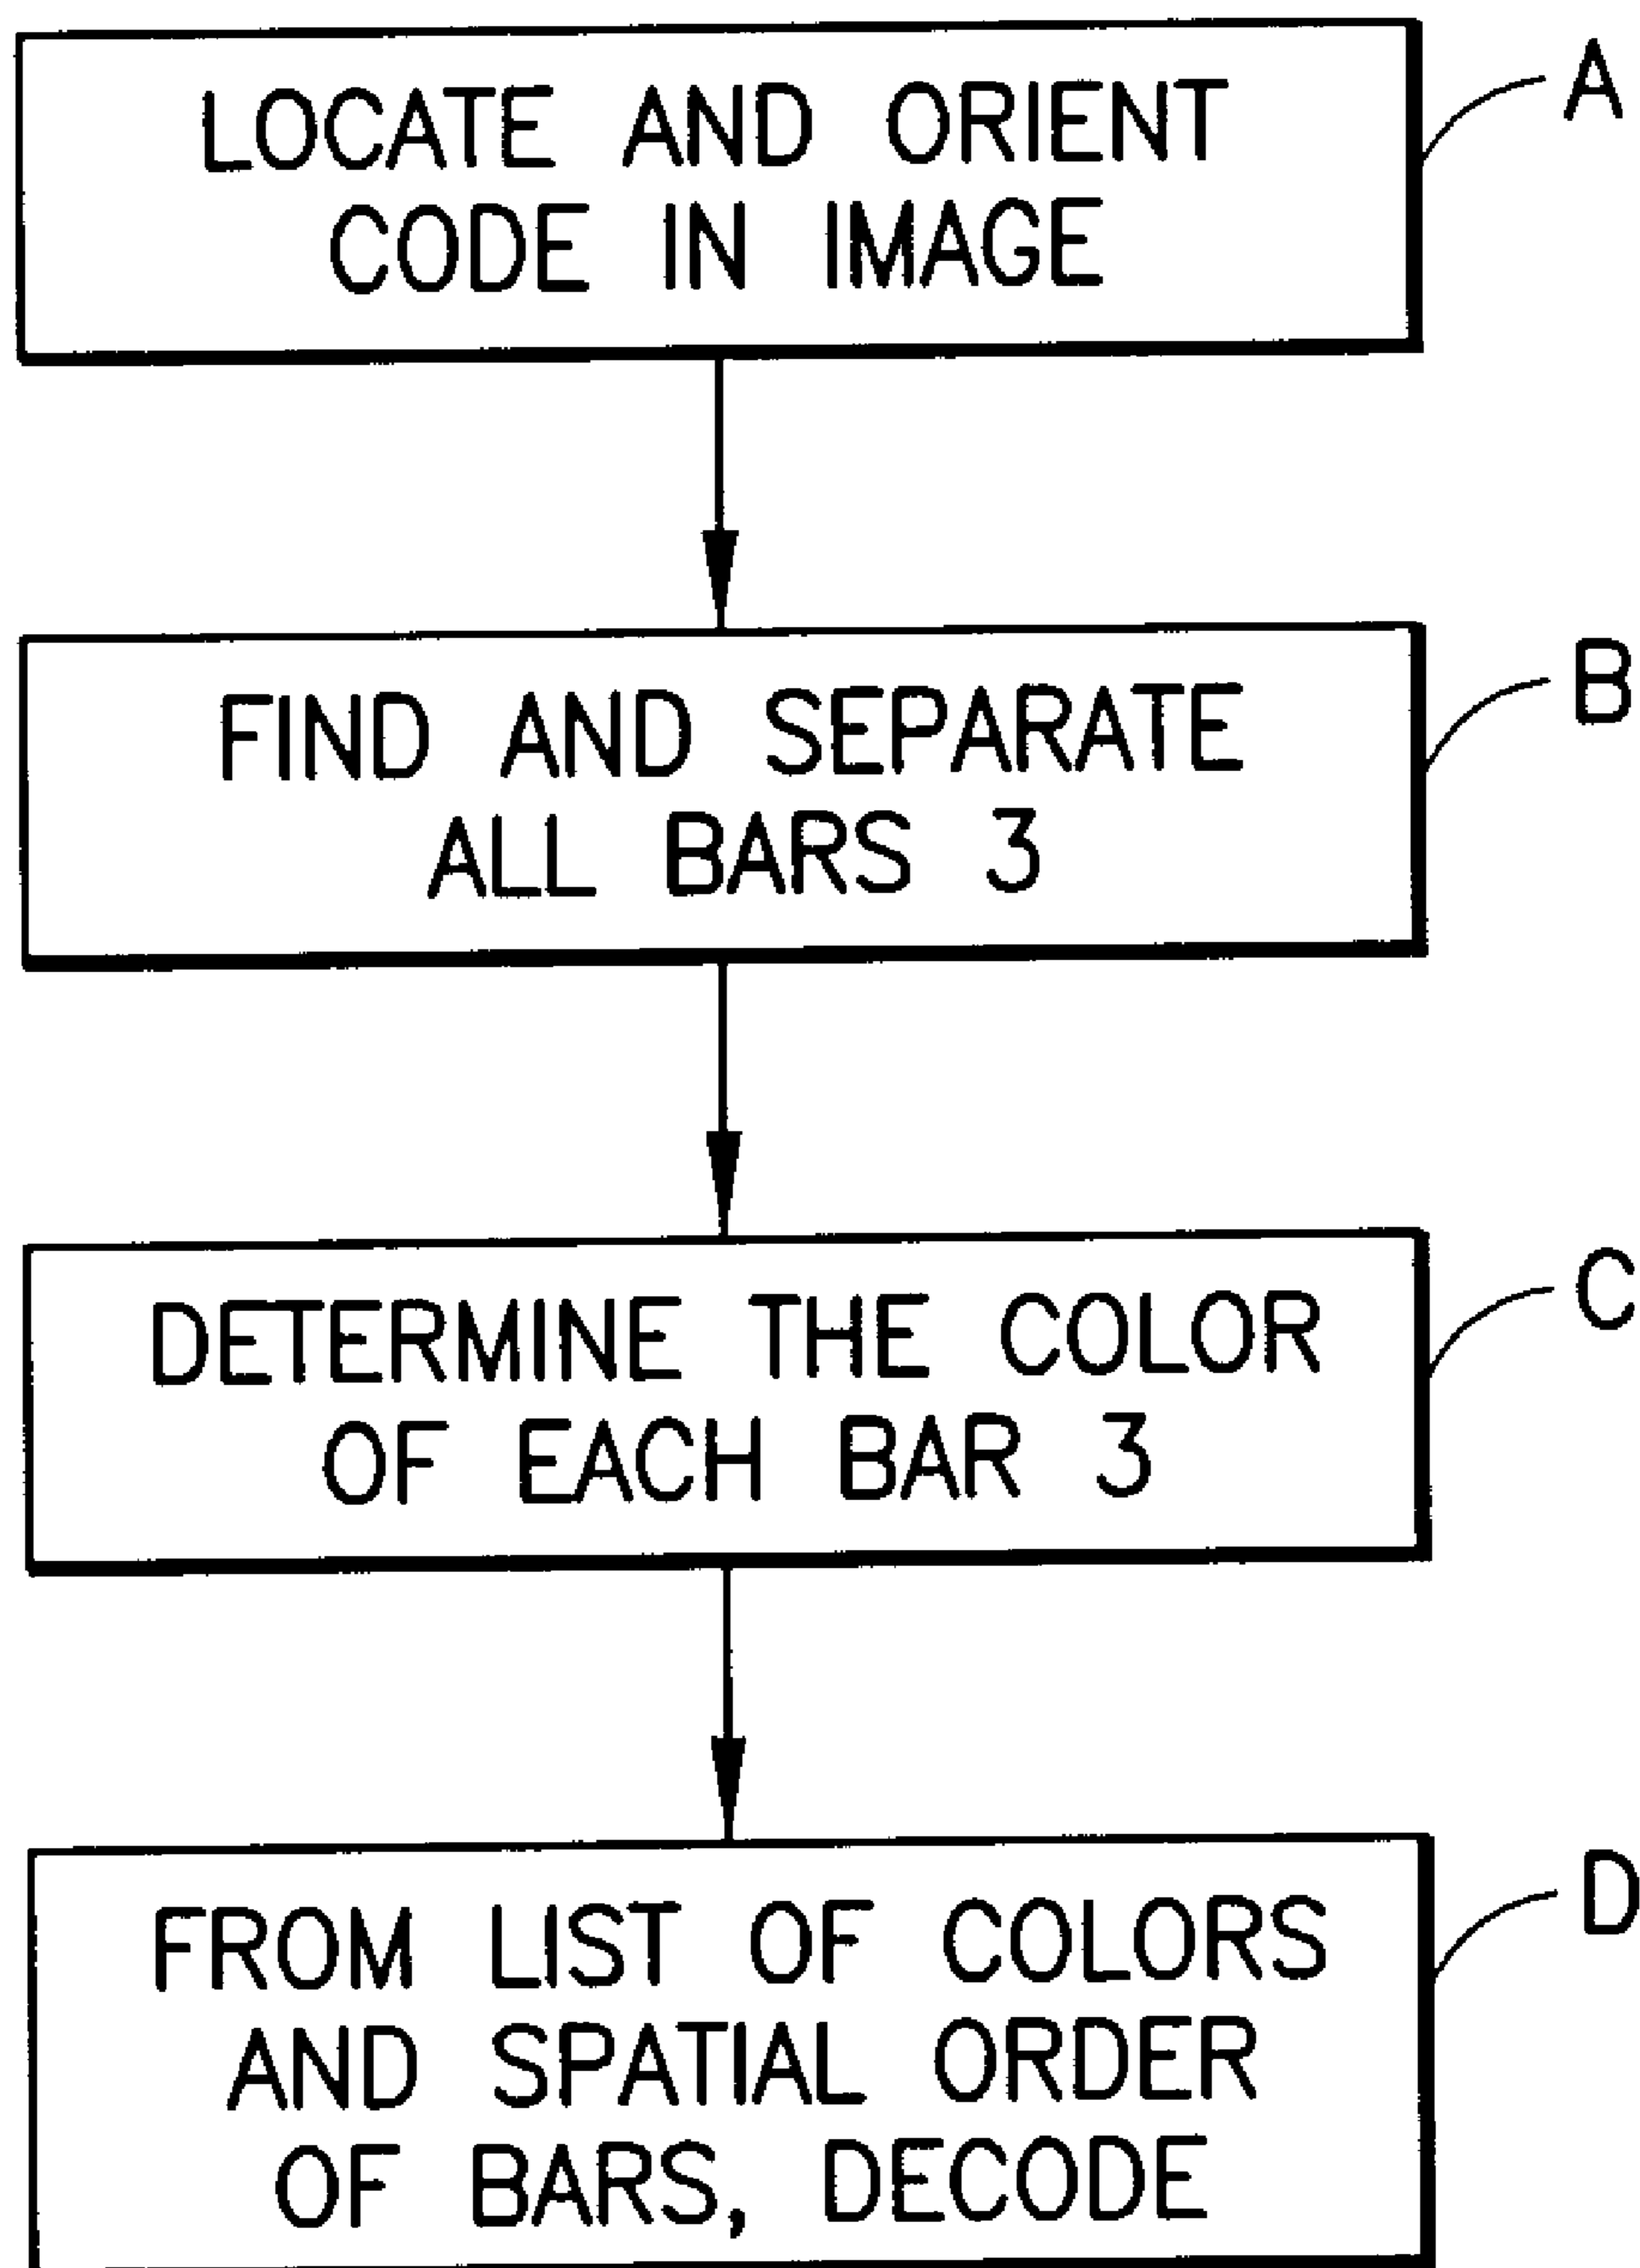 LOCATE AND ORIENT
CODE IN IMAGE
A
FIND AND SEPARATE
ALL BARS 3
B
DETERMINE THE COLOR
OF EACH BAR 3
C
FROM LIST OF COLORS
AND SPATIAL ORDER
OF BARS, DECODE
D